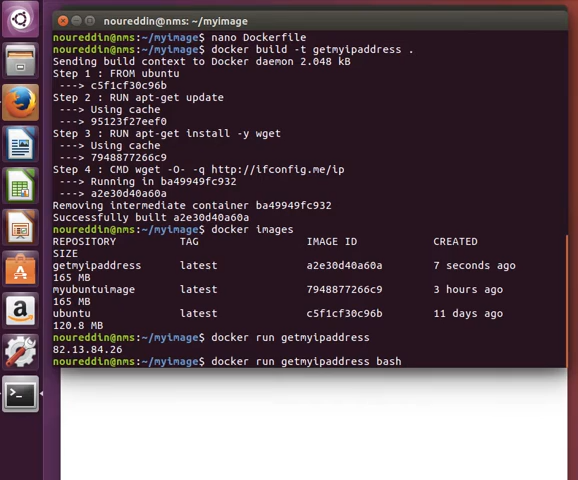 noureddin@nms: ~/myimage
noureddin@nms:~/myimage$ nano Dockerfile
noureddin@nms:~/myimage$ docker build -t getmyipaddress .
Sending build context to Docker daemon 2.048 kB
Step 1 : FROM ubuntu
 ---> c5f1cf30c96b
Step 2 : RUN apt-get update
 ---> Using cache
 ---> 95123f27eef0
Step 3 : RUN apt-get install -y wget
 ---> Using cache
 ---> 7948877266c9
Step 4 : CMD wget -O- -q http://ifconfig.me/ip
 ---> Running in ba49949fc932
 ---> a2e30d40a60a
Removing intermediate container ba49949fc932
Successfully built a2e30d40a60a
noureddin@nms:~/myimage$ docker images
REPOSITORY TAG IMAGE ID CREATED
SIZE
getmyipaddress latest a2e30d40a60a 7 seconds ago
165 MB
myubuntuimage latest 7948877266c9 3 hours ago
165 MB
ubuntu latest c5f1cf30c96b 11 days ago
120.8 MB
noureddin@nms:~/myimage$ docker run getmyipaddress
82.13.84.26
noureddin@nms:~/myimage$ docker run getmyipaddress bash